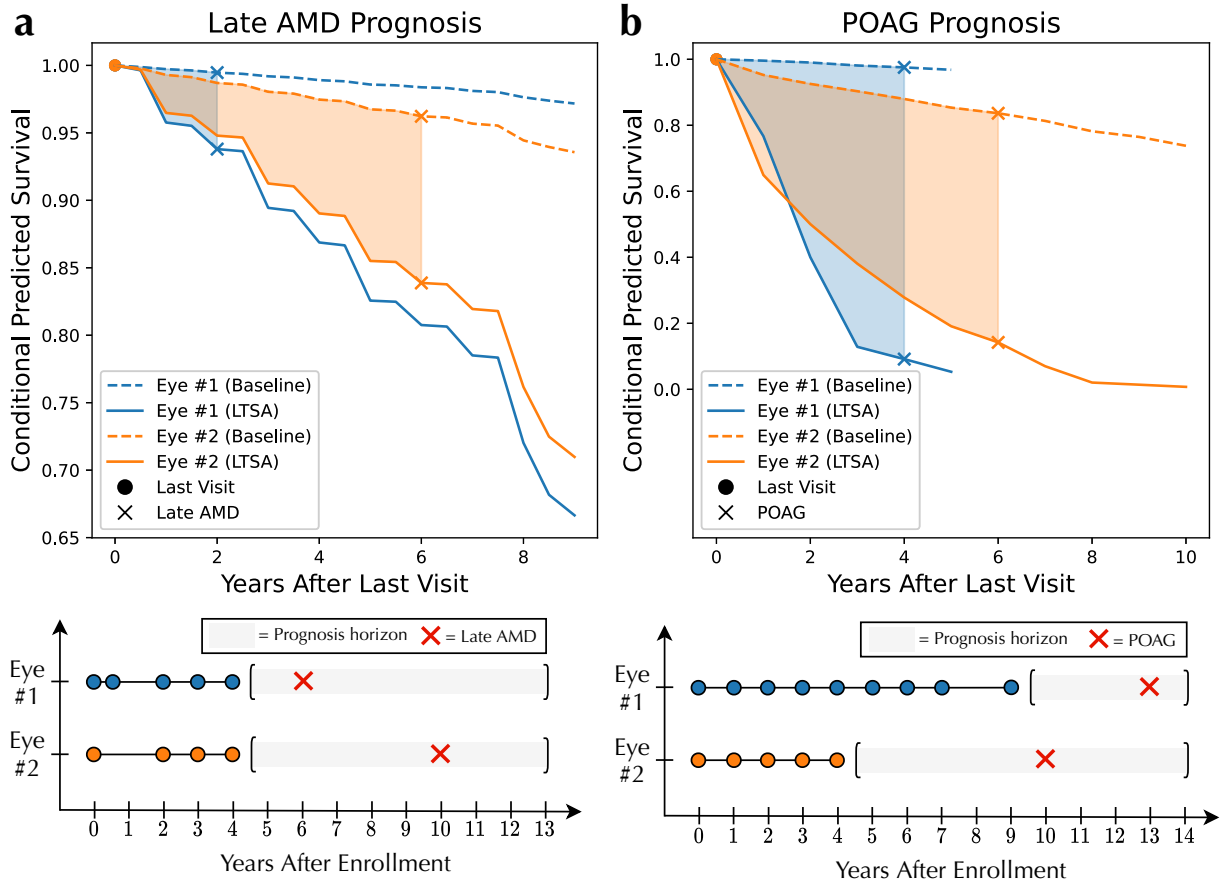 a
Late AMD Prognosis
Conditional Predicted Survival
1.00
0.95
0.90
0.85
0.80
0.75
0.70
0.65
Eye #1 (Baseline)
Eye #1 (LTSA)
Eye #2 (Baseline)
Eye #2 (LTSA)
Last Visit
Late AMD
0 2 4 6 8
Years After Last Visit
= Prognosis horizon = Late AMD
Eye
#1
Eye
#2
0 1 2 3 4 5 6 7 8 9 10 11 12 13
Years After Enrollment
b
POAG Prognosis
Conditional Predicted Survival
1.0
0.8
0.6
0.4
0.2
0.0
Eye #1 (Baseline)
Eye #1 (LTSA)
Eye #2 (Baseline)
Eye #2 (LTSA)
Last Visit
POAG
0 2 4 6 8 10
Years After Last Visit
= Prognosis horizon = POAG
Eye
#1
Eye
#2
0 1 2 3 4 5 6 7 8 9 10 11 12 13 14
Years After Enrollment